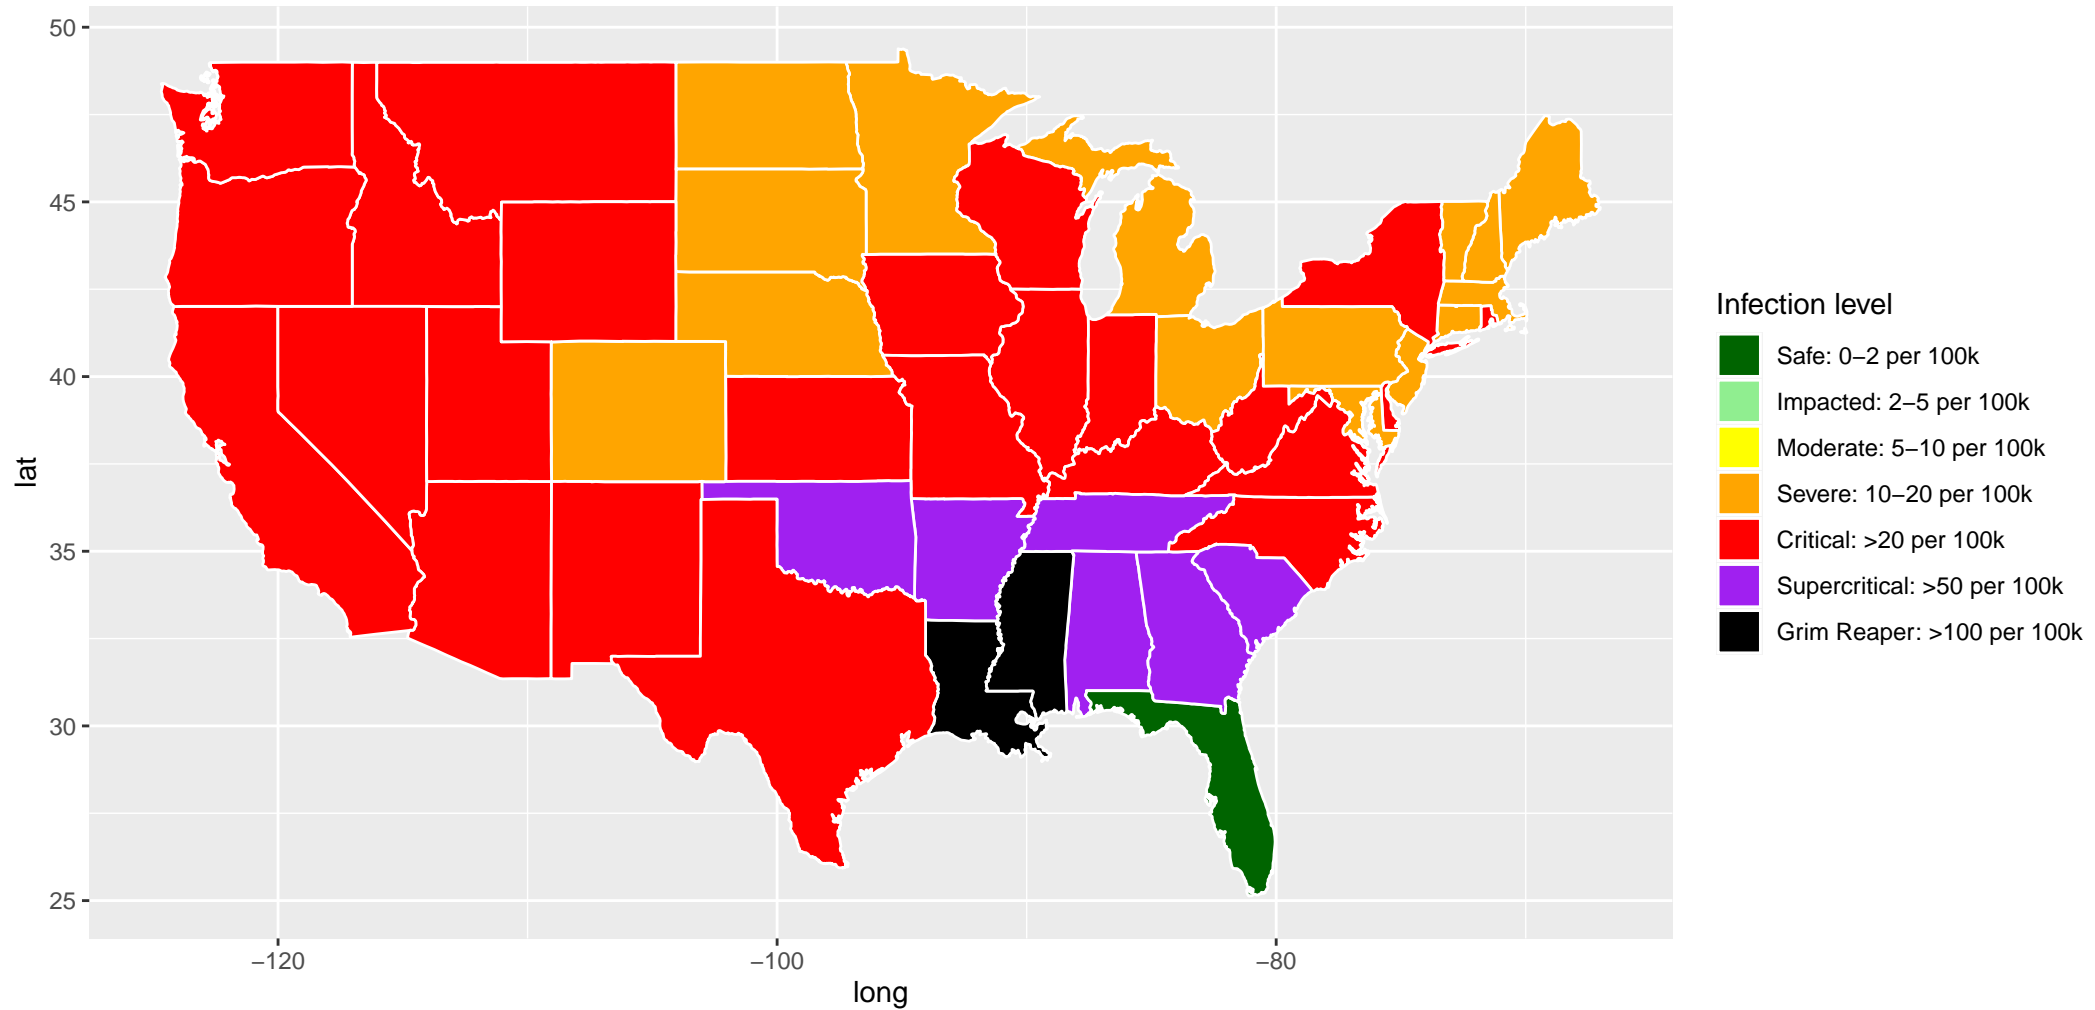 50
45
40
35
30
25
lat
−120
−100
−80
long
Infection level
Safe: 0−2 per 100k
Impacted: 2−5 per 100k
Moderate: 5−10 per 100k
Severe: 10−20 per 100k
Critical: >20 per 100k
Supercritical: >50 per 100k
Grim Reaper: >100 per 100k